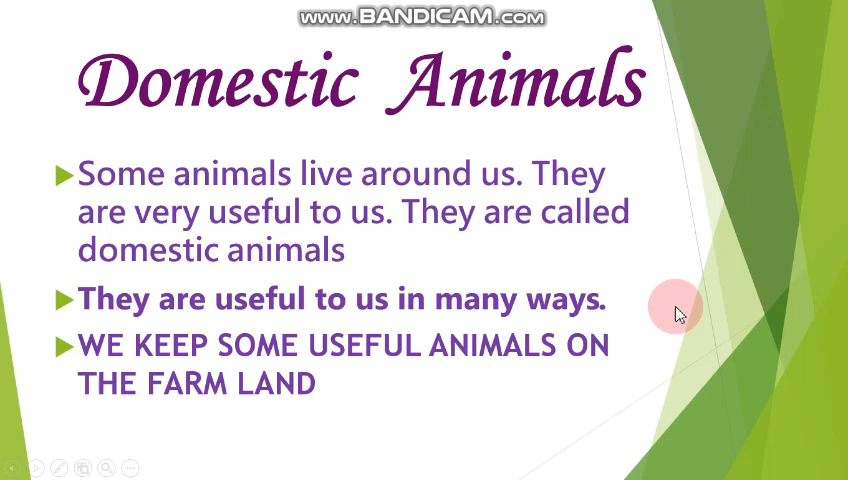 www.BANDICAM.com
Domestic Animals
Some animals live around us. They
are very useful to us. They are called
domestic animals
They are useful to us in many ways.
WE KEEP SOME USEFUL ANIMALS ON
THE FARM LAND